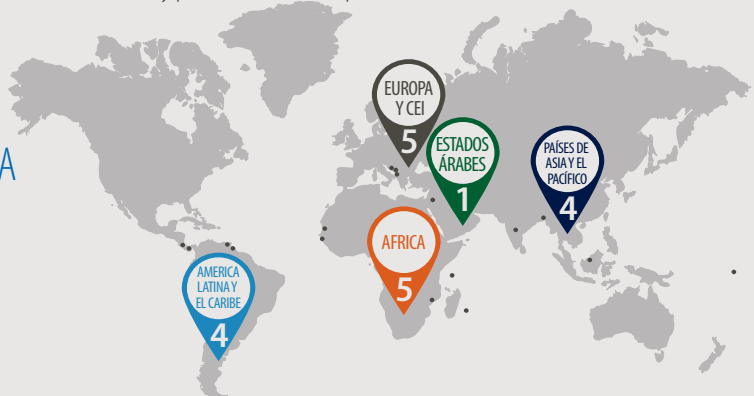 A
EUROPA
Y CEI
5
ESTADOS
ÁRABES
1
PAÍSES DE
ASIA Y EL
PACÍFICO
4
AFRICA
5
AMERICA
LATINA Y
EL CARIBE
4